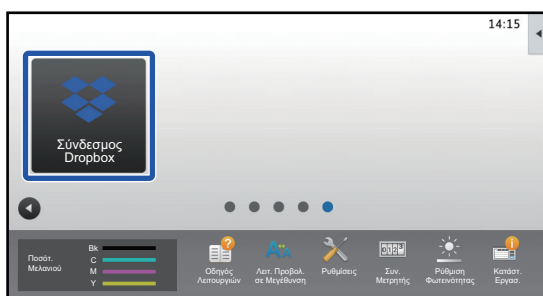 14:15
Σύνδεσμος
Dropbox
Ποσότ.
Μελανιού
Bk
C
M
Y
Οδηγός
Λειτουργιών
Λειτ. Προβολ.
σε Μεγέθυνση
Ρυθμίσεις
Συν.
Μετρητής
Ρύθμιση
Φωτεινότητας
Κατάστ.
Εργασ.